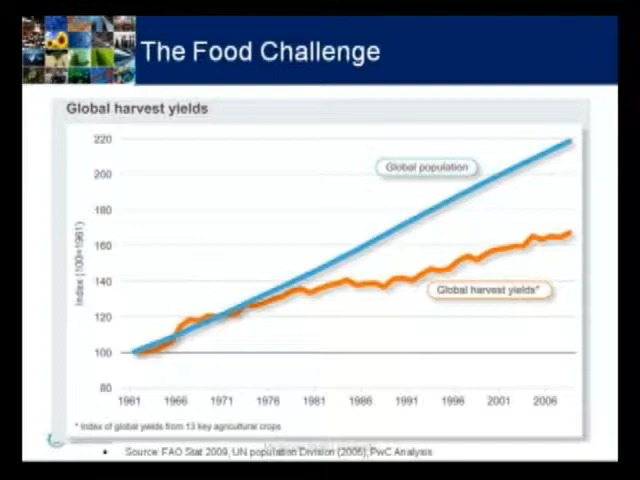 The Food Challenge
Global harvest yields
220
Global population
200
180
160
Index (100=1961)
140
Global harvest yields*
120
100
80
1961 1966 1971 1976 1981 1986 1991 1996 2001 2006
* Index of global yields from 13 key agricultural crops
• Source: FAO Stat 2009, UN population Division (2006), PwC Analysis